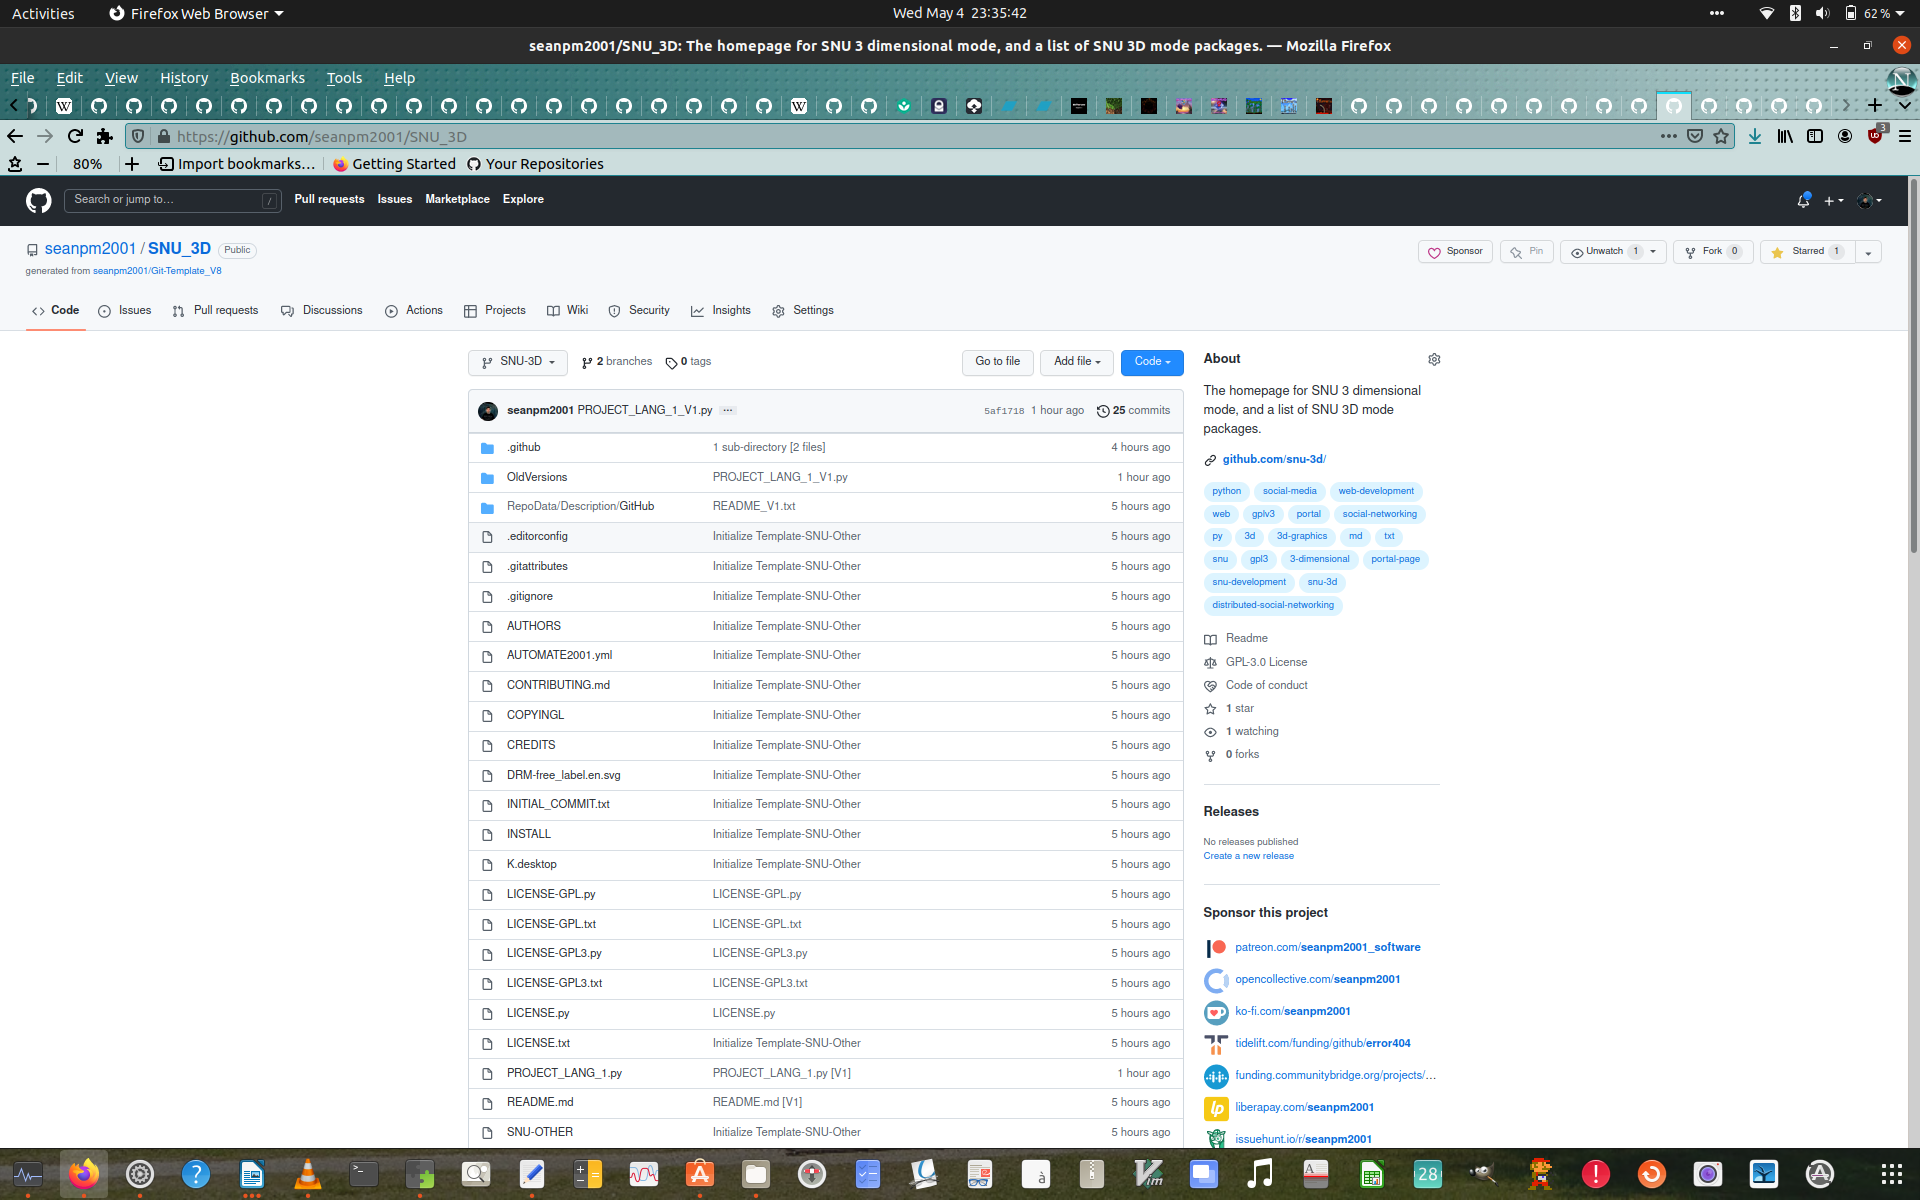 Activities Firefox Web Browser Wed May 4 23:35:42 62 %
seanpm2001/SNU_3D: The homepage for SNU 3 dimensional mode, and a list of SNU 3D mode packages. — Mozilla Firefox
File Edit View History Bookmarks Tools Help
https://github.com/seanpm2001/SNU_3D 3
80% Import bookmarks… Getting Started Your Repositories
Search or jump to… / Pull requests Issues Marketplace Explore
seanpm2001 / SNU_3D Public
Sponsor Pin Unwatch 1 Fork 0 Starred 1
generated from seanpm2001/Git-Template_V8
Code Issues Pull requests Discussions Actions Projects Wiki Security Insights Settings
SNU-3D 2 branches 0 tags Go to file Add file Code
seanpm2001 PROJECT_LANG_1_V1.py ... 5af1718 1 hour ago 25 commits
.github 1 sub-directory [2 files] 4 hours ago
OldVersions PROJECT_LANG_1_V1.py 1 hour ago
RepoData/Description/GitHub README_V1.txt 5 hours ago
.editorconfig Initialize Template-SNU-Other 5 hours ago
.gitattributes Initialize Template-SNU-Other 5 hours ago
.gitignore Initialize Template-SNU-Other 5 hours ago
AUTHORS Initialize Template-SNU-Other 5 hours ago
AUTOMATE2001.yml Initialize Template-SNU-Other 5 hours ago
CONTRIBUTING.md Initialize Template-SNU-Other 5 hours ago
COPYINGL Initialize Template-SNU-Other 5 hours ago
CREDITS Initialize Template-SNU-Other 5 hours ago
DRM-free_label.en.svg Initialize Template-SNU-Other 5 hours ago
INITIAL_COMMIT.txt Initialize Template-SNU-Other 5 hours ago
INSTALL Initialize Template-SNU-Other 5 hours ago
K.desktop Initialize Template-SNU-Other 5 hours ago
LICENSE-GPL.py LICENSE-GPL.py 5 hours ago
LICENSE-GPL.txt LICENSE-GPL.txt 5 hours ago
LICENSE-GPL3.py LICENSE-GPL3.py 5 hours ago
LICENSE-GPL3.txt LICENSE-GPL3.txt 5 hours ago
LICENSE.py LICENSE.py 5 hours ago
LICENSE.txt Initialize Template-SNU-Other 5 hours ago
PROJECT_LANG_1.py PROJECT_LANG_1.py [V1] 1 hour ago
README.md README.md [V1] 5 hours ago
SNU-OTHER Initialize Template-SNU-Other 5 hours ago
About
The homepage for SNU 3 dimensional
mode, and a list of SNU 3D mode
packages.
github.com/snu-3d/
python social-media web-development
web gplv3 portal social-networking
py 3d 3d-graphics md txt
snu gpl3 3-dimensional portal-page
snu-development snu-3d
distributed-social-networking
Readme
GPL-3.0 License
Code of conduct
1 star
1 watching
0 forks
Releases
No releases published
Create a new release
Sponsor this project
patreon.com/seanpm2001_software
opencollective.com/seanpm2001
ko-fi.com/seanpm2001
tidelift.com/funding/github/error404
funding.communitybridge.org/projects/…
liberapay.com/seanpm2001
issuehunt.io/r/seanpm2001
28